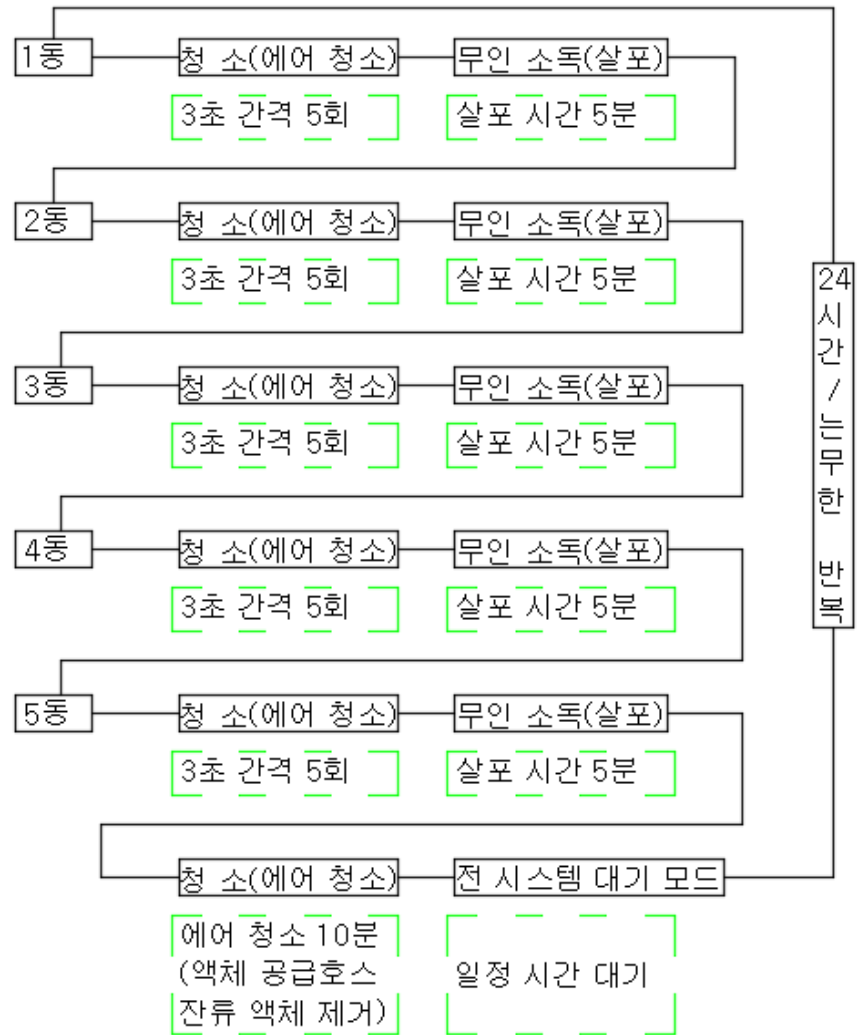 1동 청 소(에어 청소) 무인 소독(살포)
3초 간격 5회 살포 시간 5분
2동 청 소(에어 청소) 무인 소독(살포)
3초 간격 5회 살포 시간 5분
3동 청 소(에어 청소) 무인 소독(살포)
3초 간격 5회 살포 시간 5분
4동 청 소(에어 청소) 무인 소독(살포)
3초 간격 5회 살포 시간 5분
5동 청 소(에어 청소) 무인 소독(살포)
3초 간격 5회 살포 시간 5분
청 소(에어 청소) 전 시스템 대기 모드
에어 청소 10분
(액체 공급호스
잔류 액체 제거)
일정 시간 대기
24시간/는무한 반복